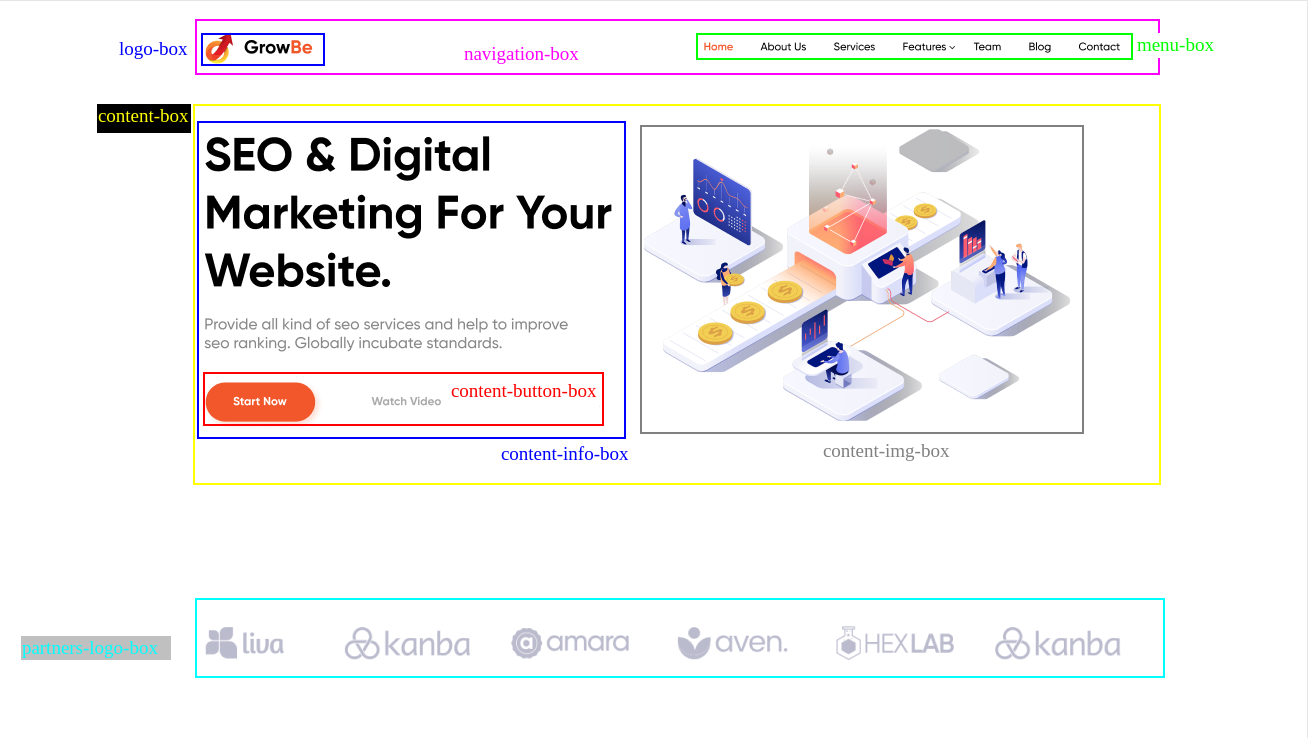 logo-box
GrowBe
navigation-box
Home About Us Services Features Team Blog Contact
menu-box
content-box
SEO & Digital
Marketing For Your
Website.
Provide all kind of seo services and help to improve
seo ranking. Globally incubate standards.
Start Now
Watch Video
content-button-box
content-info-box
content-img-box
partners-logo-box
liva
kanba
amara
aven.
HEXLAB
kanba